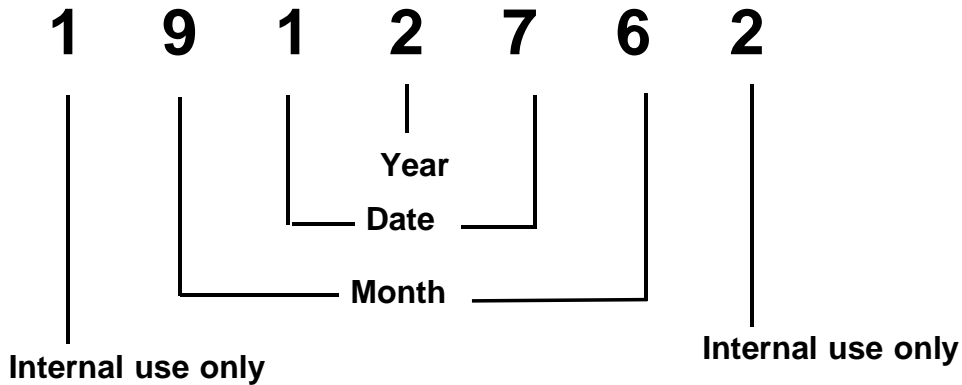 1 9 1 2 7 6 2
Year
Date
Month
Internal use only
Internal use only